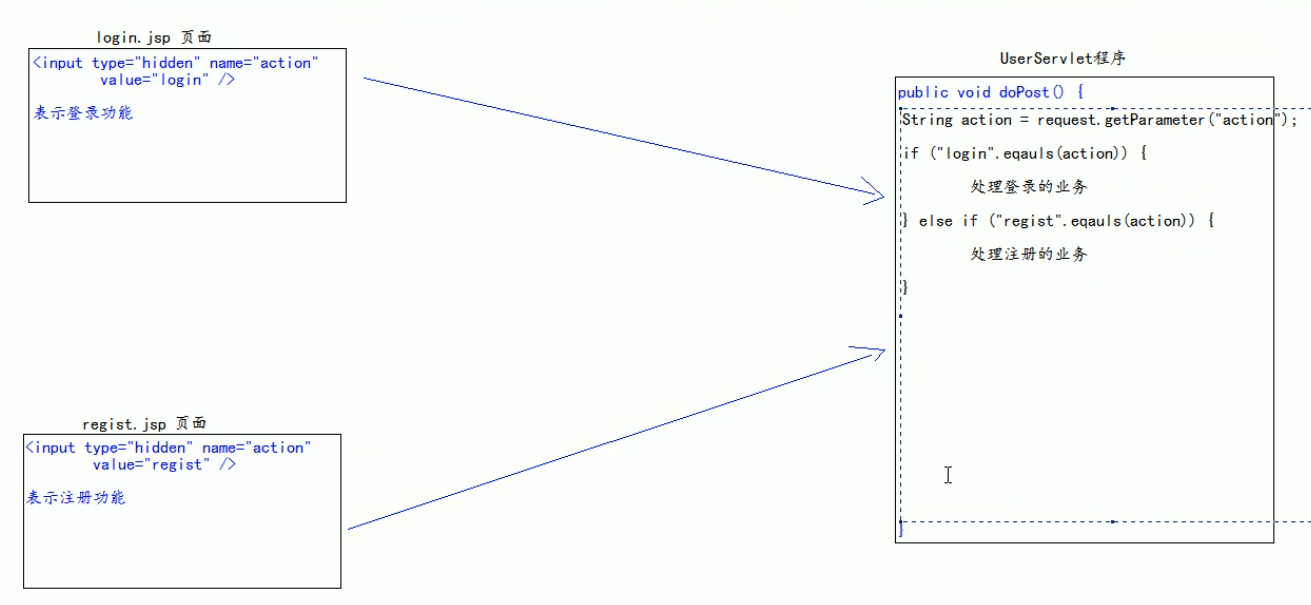 login.jsp 页面
<input type="hidden" name="action"
value="login" />
表示登录功能
regist.jsp 页面
<input type="hidden" name="action"
value="regist" />
表示注册功能
UserServlet程序
public void doPost() {
String action = request.getParameter("action");
if ("login".eqauls(action)) {
处理登录的业务
} else if ("regist".eqauls(action)) {
处理注册的业务
}
}